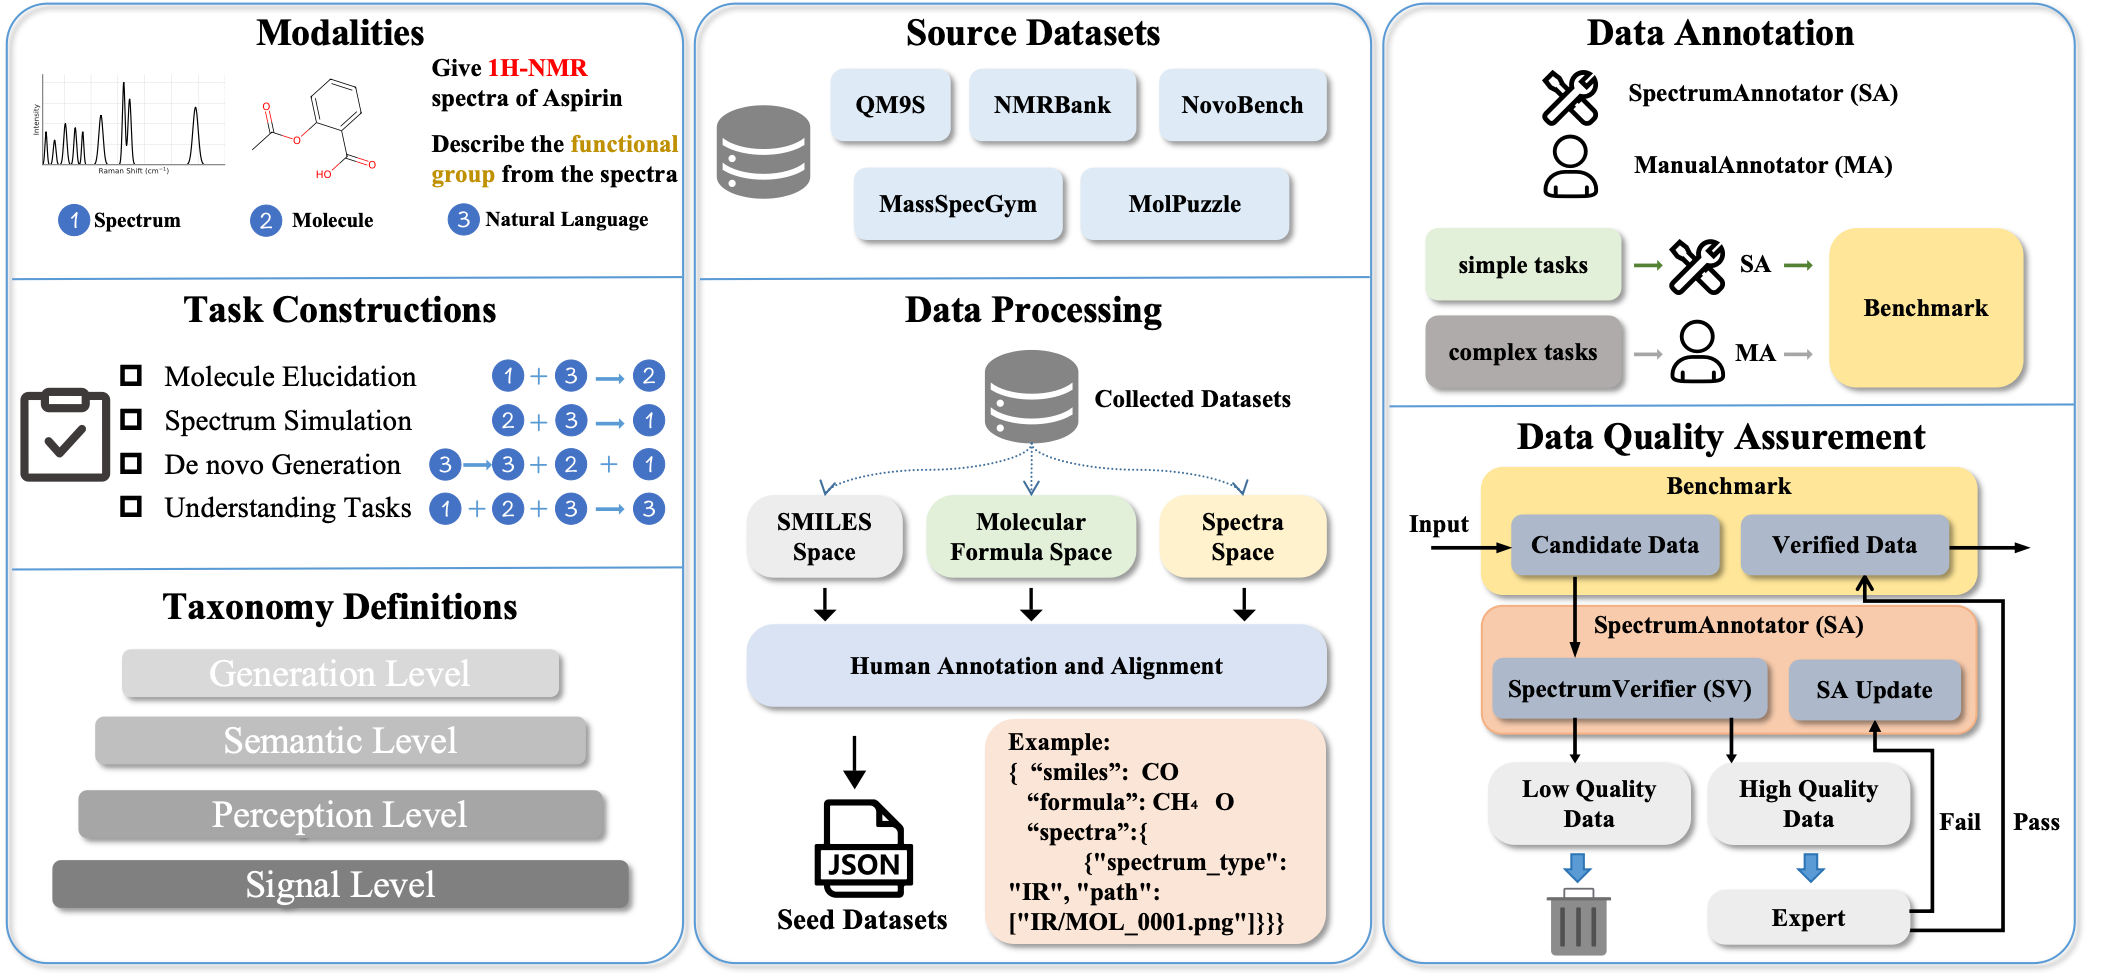 Modalities
Intensity
Raman Shift (cm⁻¹)
O
O
O
HO
Give 1H-NMR
spectra of Aspirin
Describe the functional
group from the spectra
1 Spectrum
2 Molecule
3 Natural Language
Task Constructions
Molecule Elucidation 1 + 3 → 2
Spectrum Simulation 2 + 3 → 1
De novo Generation 3 → 3 + 2 + 1
Understanding Tasks 1 + 2 + 3 → 3
Taxonomy Definitions
Generation Level
Semantic Level
Perception Level
Signal Level
Source Datasets
QM9S
NMRBank
NovoBench
MassSpecGym
MolPuzzle
Data Processing
Collected Datasets
SMILES
Space
Molecular
Formula Space
Spectra
Space
Human Annotation and Alignment
JSON
Seed Datasets
Example:
{ “smiles”: CO
“formula”: CH₄ O
“spectra”:{
{"spectrum_type":
"IR", "path":
["IR/MOL_0001.png"]}}}
Data Annotation
SpectrumAnnotator (SA)
ManualAnnotator (MA)
simple tasks
SA
complex tasks
MA
Benchmark
Data Quality Assurement
Benchmark
Input
Candidate Data
Verified Data
SpectrumAnnotator (SA)
SpectrumVerifier (SV)
SA Update
Low Quality
Data
High Quality
Data
Fail
Pass
Expert